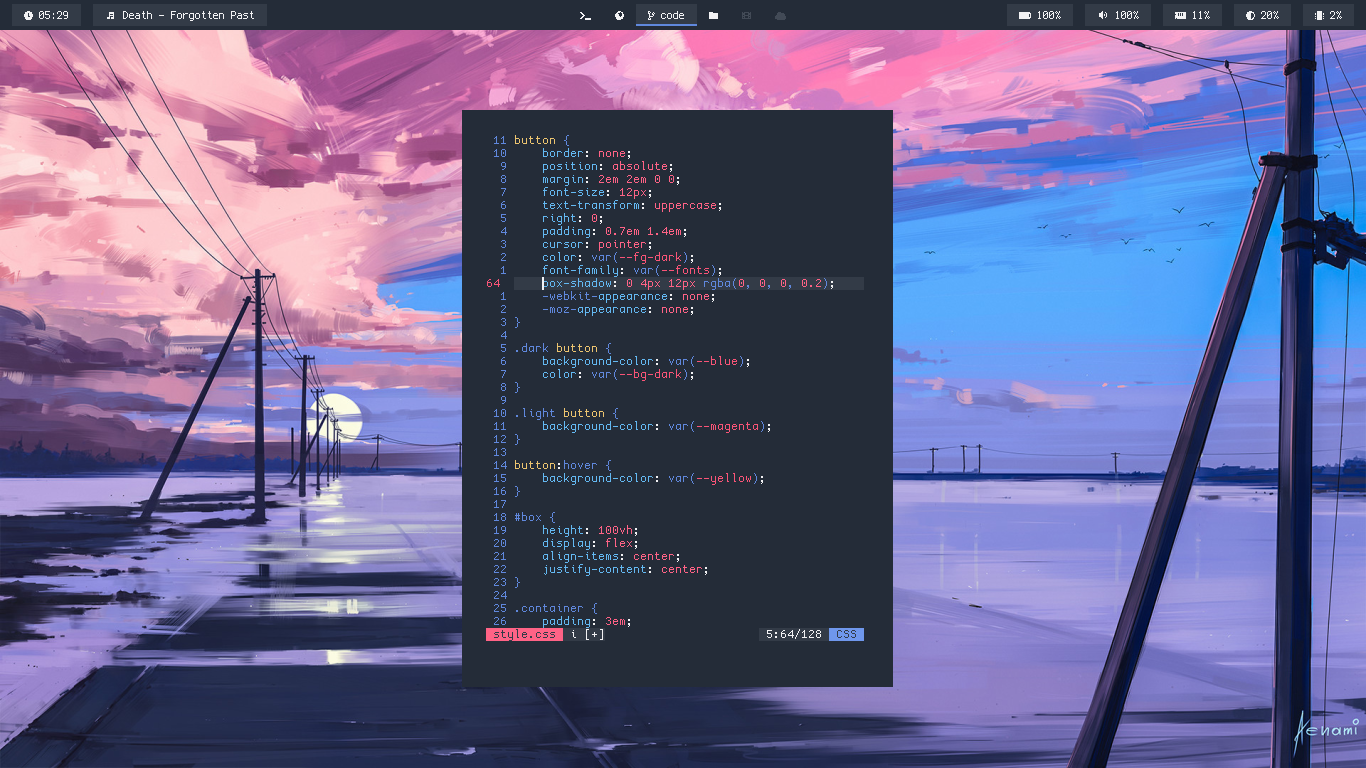 05:29
Death - Forgotten Past
code
100%
100%
11%
20%
2%
11 button {
10     border: none;
9     position: absolute;
8     margin: 2em 2em 0 0;
7     font-size: 12px;
6     text-transform: uppercase;
5     right: 0;
4     padding: 0.7em 1.4em;
3     cursor: pointer;
2     color: var(--fg-dark);
1     font-family: var(--fonts);
64     box-shadow: 0 4px 12px rgba(0, 0, 0, 0.2);
1     -webkit-appearance: none;
2     -moz-appearance: none;
3 }
4
5 .dark button {
6     background-color: var(--blue);
7     color: var(--bg-dark);
8 }
9
10 .light button {
11     background-color: var(--magenta);
12 }
13
14 button:hover {
15     background-color: var(--yellow);
16 }
17
18 #box {
19     height: 100vh;
20     display: flex;
21     align-items: center;
22     justify-content: center;
23 }
24
25 .container {
26     padding: 3em;
style.css i [+] 5:64/128 CSS
Aenami